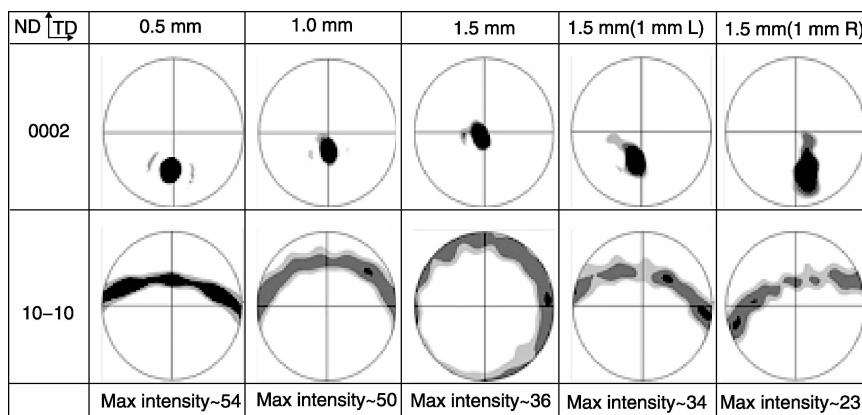 ND TD 0.5 mm 1.0 mm 1.5 mm 1.5 mm(1 mm L) 1.5 mm(1 mm R)
0002
10–10
Max intensity~54 Max intensity~50 Max intensity~36 Max intensity~34 Max intensity~23